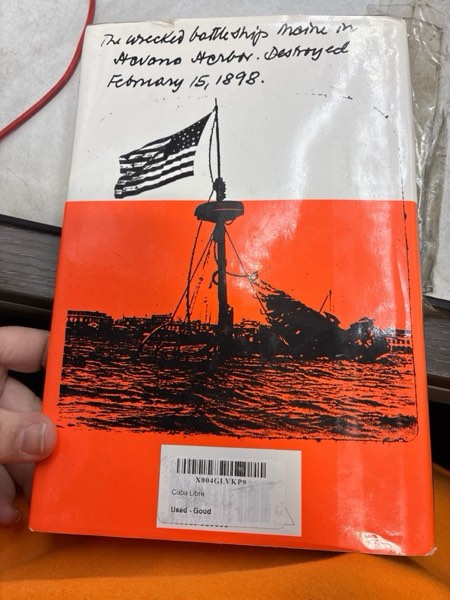 The wrecked battleship Maine in
Havana Harbor. Destroyed
February 15, 1898.
X004GLVKP9
Cuba Libre
Used - Good